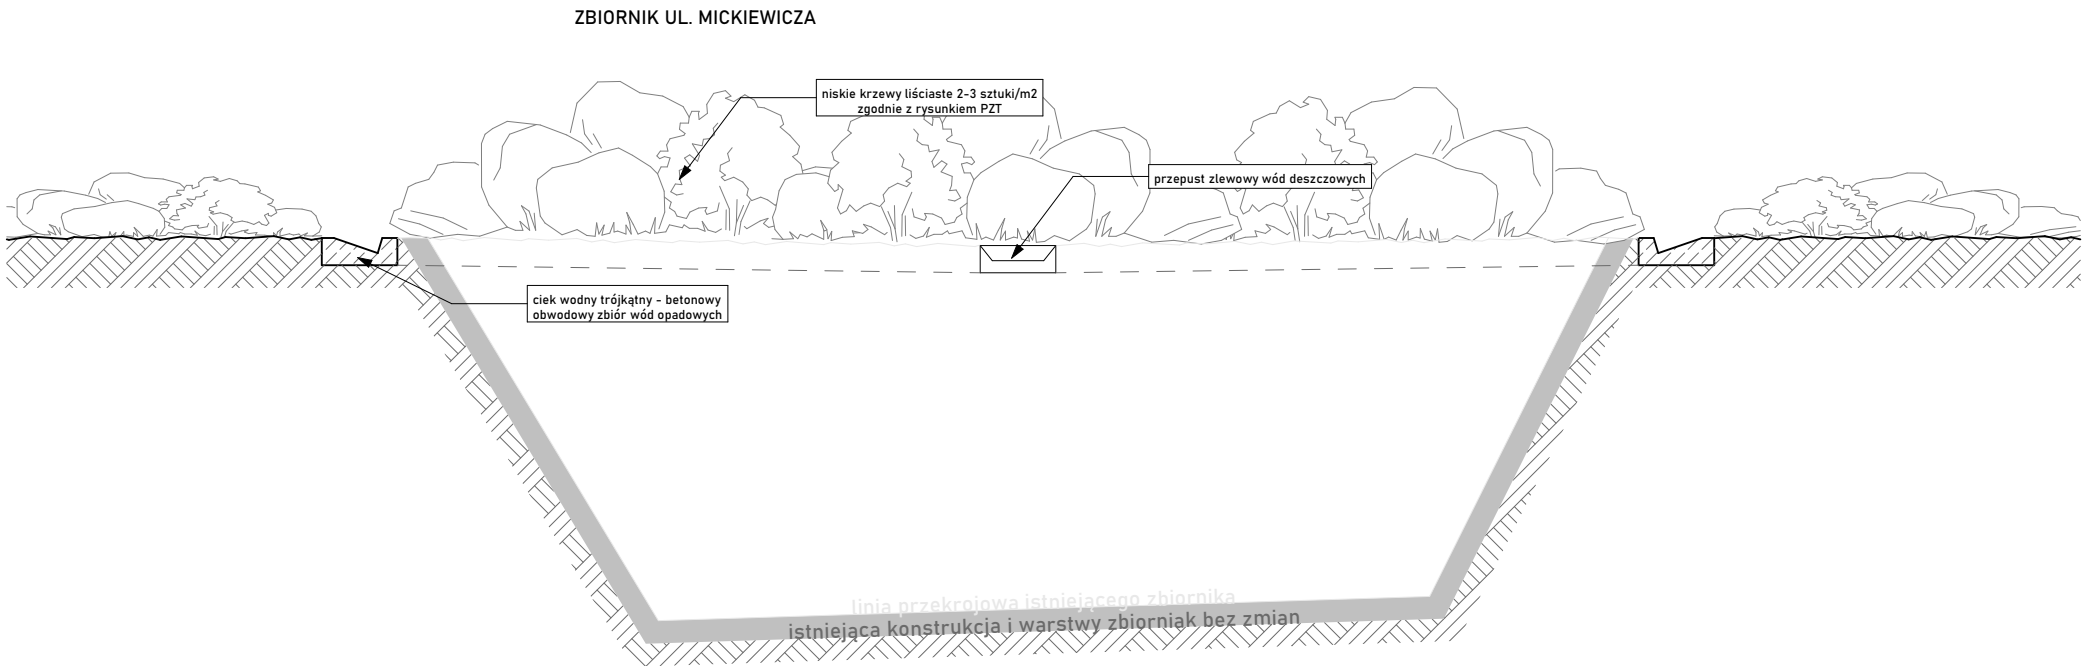 ZBIORNIK UL. MICKIEWICZA
niskie krzewy liściaste 2-3 sztuki/m2
zgodnie z rysunkiem PZT
przepust zlewowy wód deszczowych
ciek wodny trójkątny - betonowy
obwodowy zbiór wód opadowych
linia przekrojowa istniejącego zbiornika
istniejąca konstrukcja i warstwy zbiorniak bez zmian